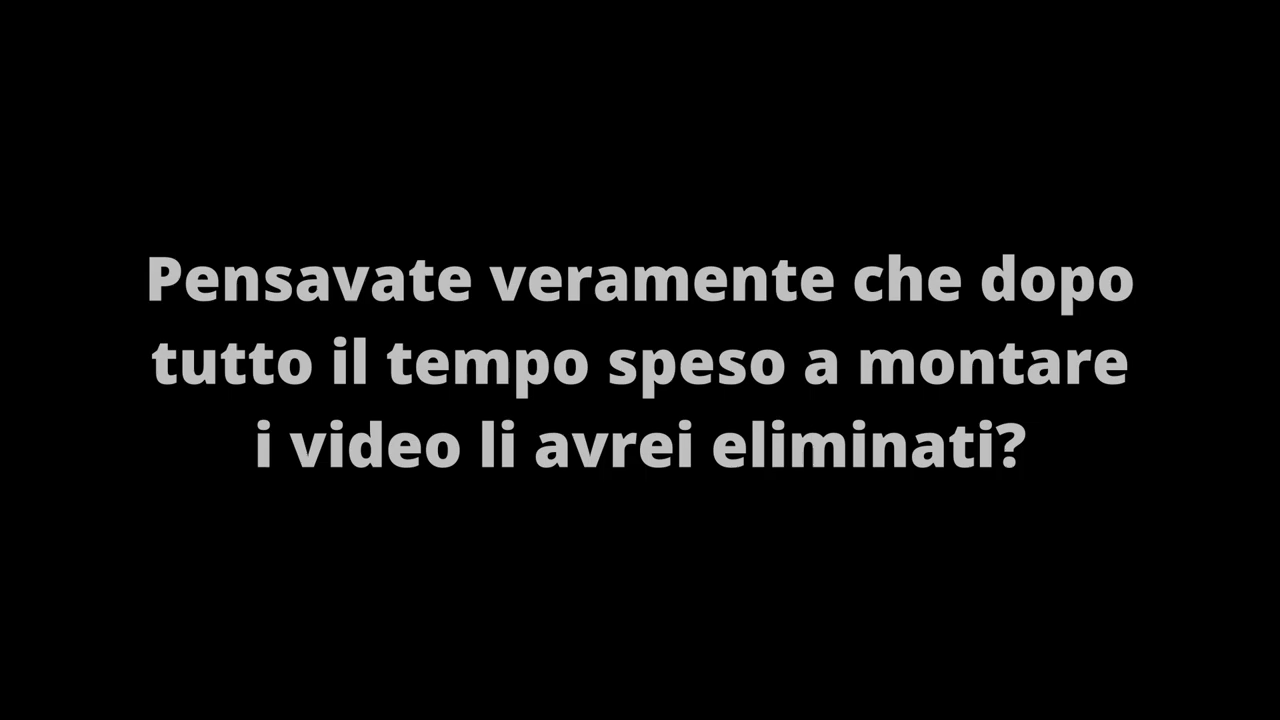 Pensavate veramente che dopo
tutto il tempo speso a montare
i video li avrei eliminati?